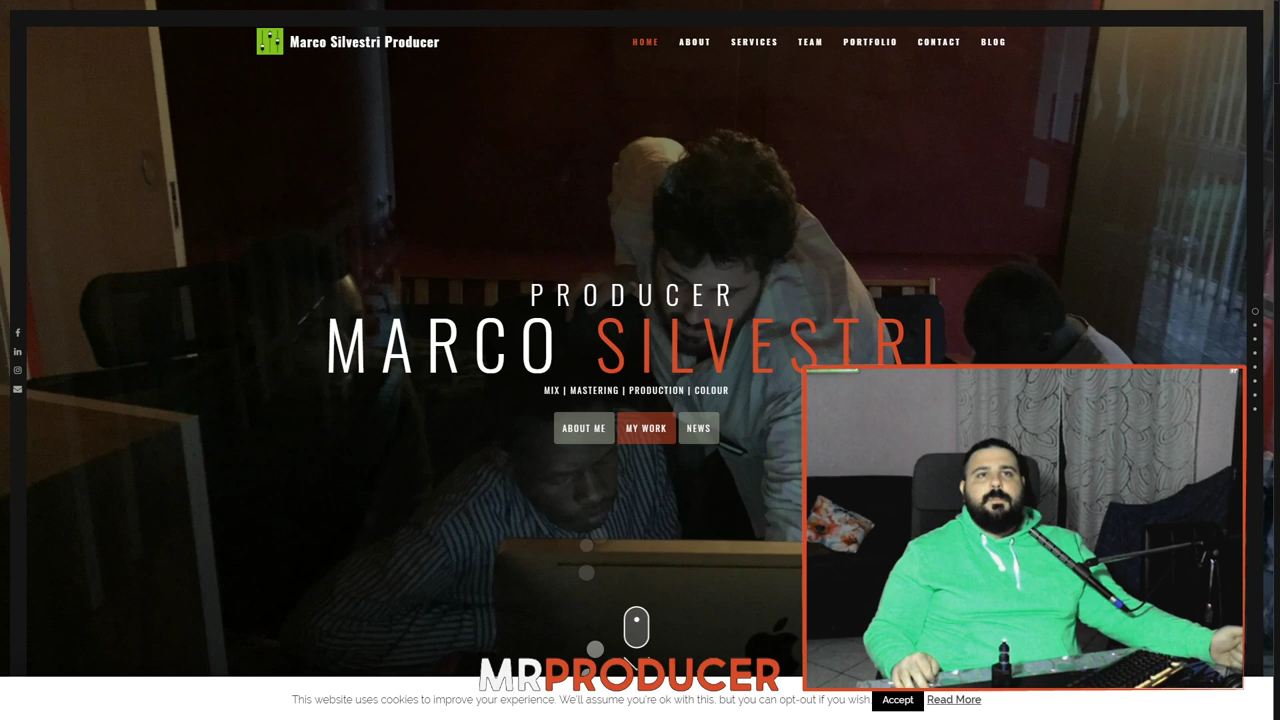 Marco Silvestri Producer
HOME ABOUT SERVICES TEAM PORTFOLIO CONTACT BLOG
PRODUCER
MARCO SILVESTRI
MIX | MASTERING | PRODUCTION | COLOUR
ABOUT ME MY WORK NEWS
MRPRODUCER
This website uses cookies to improve your experience. We'll assume you're ok with this, but you can opt-out if you wish. Accept Read More